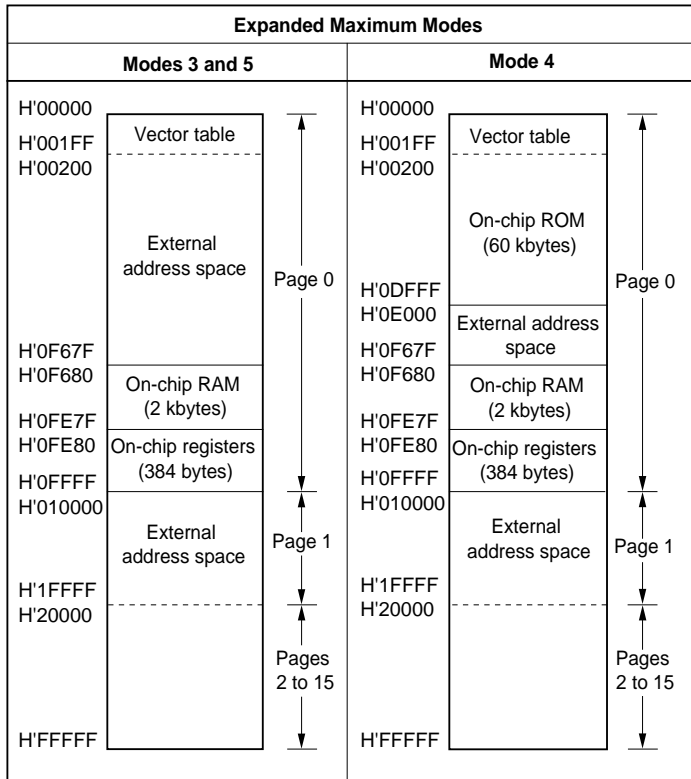 Expanded Maximum Modes
Modes 3 and 5
Mode 4
H'00000
Vector table
H'001FF
H'00200
External
address space
Page 0
H'0F67F
H'0F680
On-chip RAM
(2 kbytes)
H'0FE7F
H'0FE80
On-chip registers
(384 bytes)
H'0FFFF
H'010000
External
address space
Page 1
H'1FFFF
H'20000
Pages
2 to 15
H'FFFFF
H'00000
Vector table
H'001FF
H'00200
On-chip ROM
(60 kbytes)
Page 0
H'0DFFF
H'0E000
External address
space
H'0F67F
H'0F680
On-chip RAM
(2 kbytes)
H'0FE7F
H'0FE80
On-chip registers
(384 bytes)
H'0FFFF
H'010000
External
address space
Page 1
H'1FFFF
H'20000
Pages
2 to 15
H'FFFFF